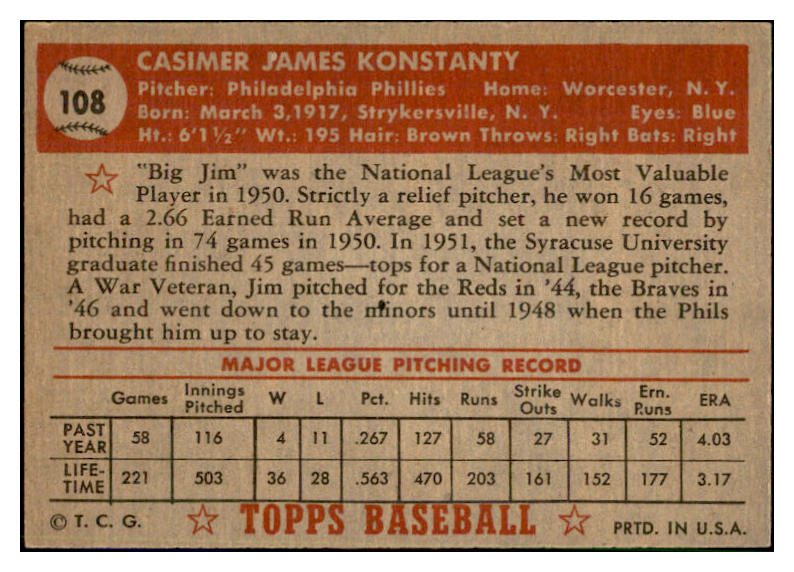 CASIMER JAMES KONSTANTY
108
Pitcher: Philadelphia Phillies Home: Worcester, N. Y.
Born: March 3, 1917, Strykersville, N. Y. Eyes: Blue
Ht.: 6'1½" Wt.: 195 Hair: Brown Throws: Right Bats: Right
"Big Jim" was the National League's Most Valuable
Player in 1950. Strictly a relief pitcher, he won 16 games,
had a 2.66 Earned Run Average and set a new record by
pitching in 74 games in 1950. In 1951, the Syracuse University
graduate finished 45 games—tops for a National League pitcher.
A War Veteran, Jim pitched for the Reds in '44, the Braves in
'46 and went down to the minors until 1948 when the Phils
brought him up to stay.
MAJOR LEAGUE PITCHING RECORD
Games Innings Pitched W L Pct. Hits Runs Strike Outs Walks Ern. Runs ERA
PAST YEAR 58 116 4 11 .267 127 58 27 31 52 4.03
LIFE-TIME 221 503 36 28 .563 470 203 161 152 177 3.17
© T. C. G. TOPPS BASEBALL PRTD. IN U.S.A.